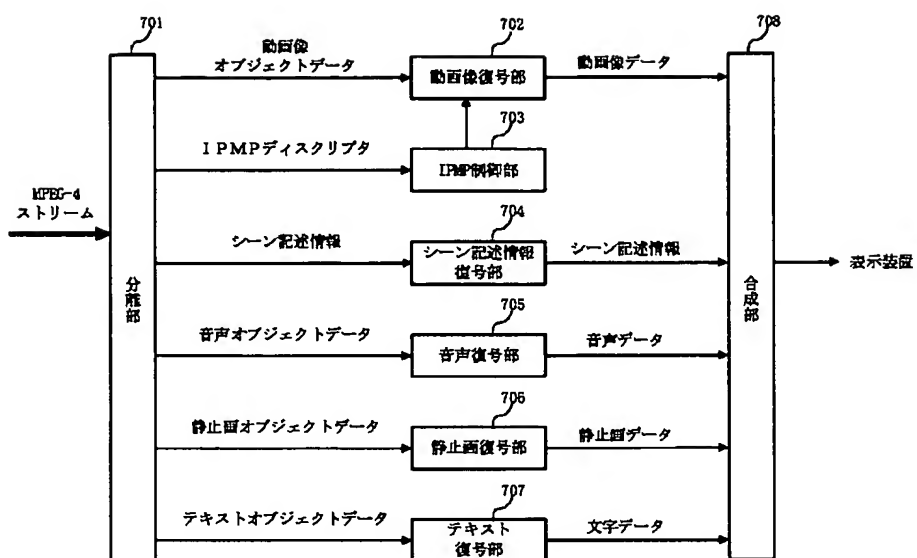 701
702
708
動画像
オブジェクトデータ
動画像復号部
動画像データ
703
IPMPディスクリプタ
IPMP制御部
MPEG-4
ストリーム
704
シーン記述情報
シーン記述情報
復号部
シーン記述情報
分離部
合成部
表示装置
705
音声オブジェクトデータ
音声復号部
音声データ
706
静止画オブジェクトデータ
静止画復号部
静止画データ
707
テキストオブジェクトデータ
テキスト
復号部
文字データ